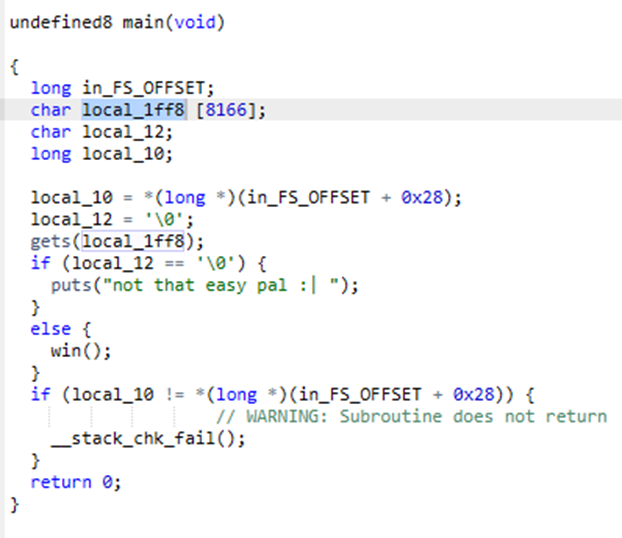 undefined8 main(void)
{
long in_FS_OFFSET;
char local_1ff8 [8166];
char local_12;
long local_10;
local_10 = *(long *)(in_FS_OFFSET + 0x28);
local_12 = '\0';
gets(local_1ff8);
if (local_12 == '\0') {
puts("not that easy pal :| ");
}
else {
win();
}
if (local_10 != *(long *)(in_FS_OFFSET + 0x28)) {
// WARNING: Subroutine does not return
__stack_chk_fail();
}
return 0;
}